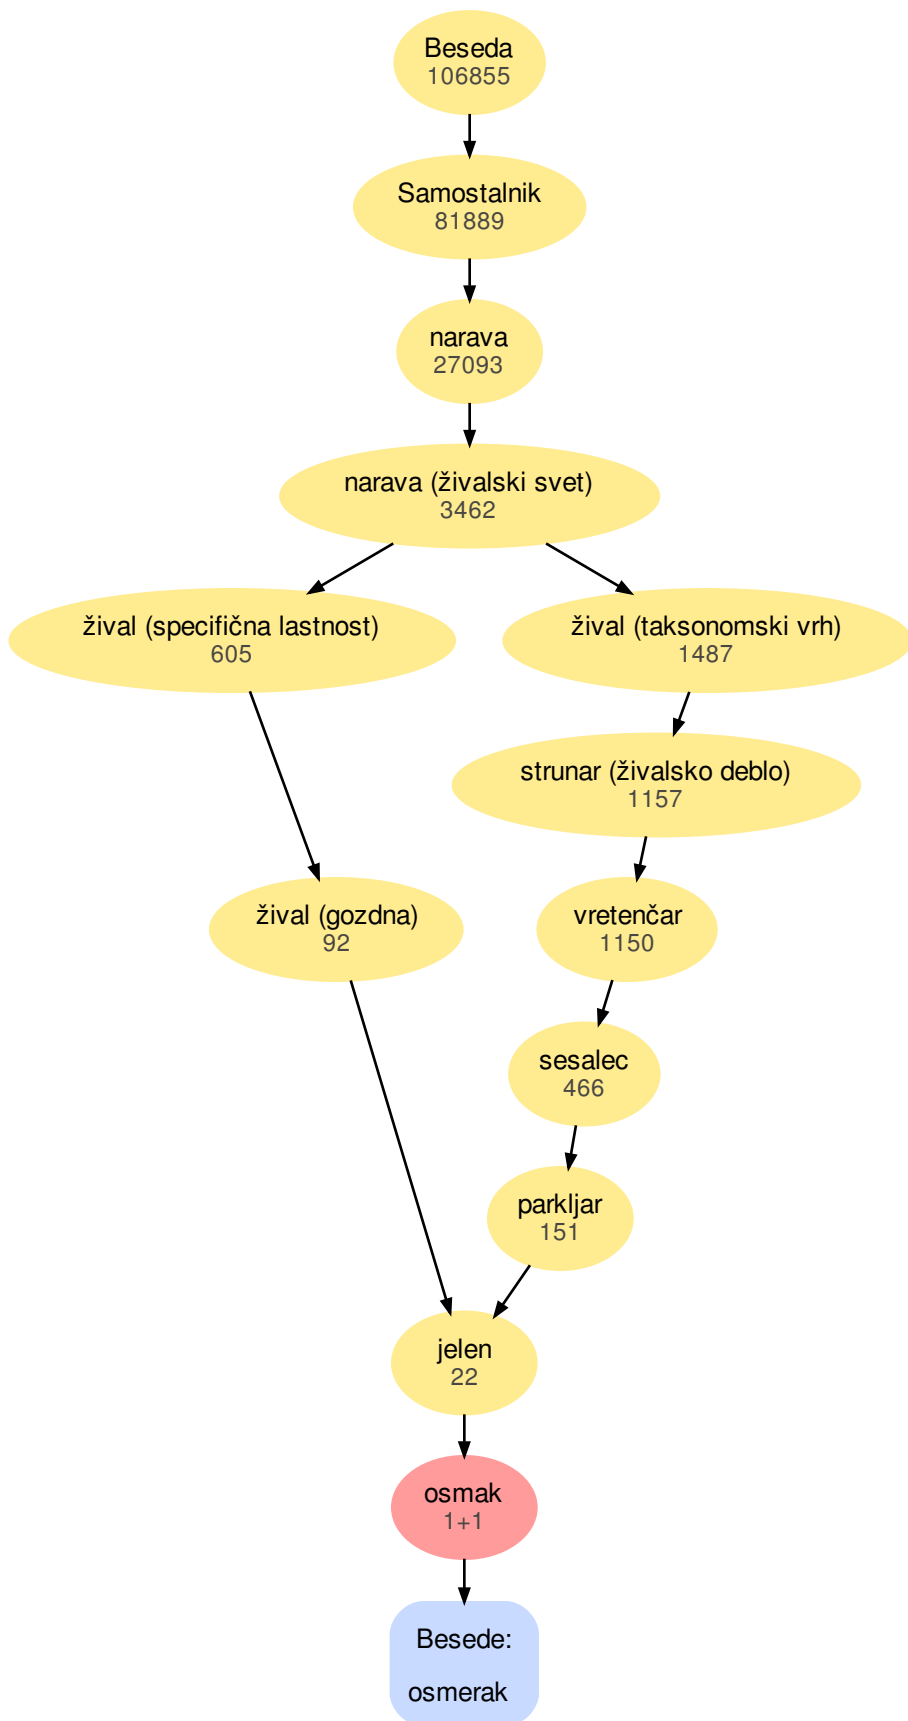 Beseda
106855
Samostalnik
81889
narava
27093
narava (živalski svet)
3462
žival (specifična lastnost)
605
žival (taksonomski vrh)
1487
strunar (živalsko deblo)
1157
žival (gozdna)
92
vretenčar
1150
sesalec
466
parkljar
151
jelen
22
osmak
1+1
Besede:
osmerak